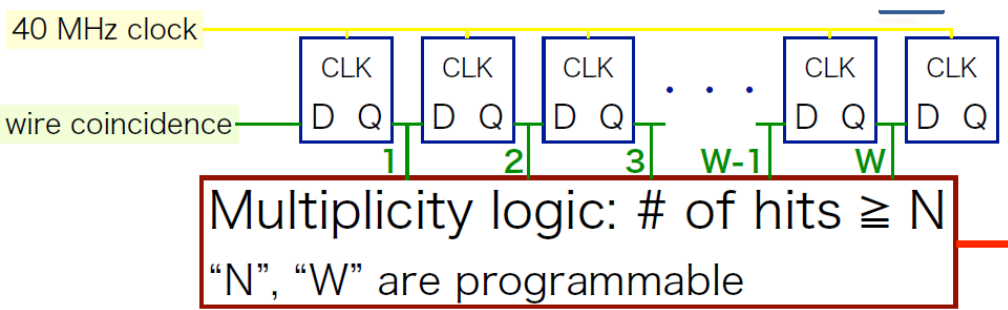 40 MHz clock
CLK CLK CLK CLK CLK
wire coincidence D Q D Q D Q . . . D Q D Q
1 2 3 W-1 W
Multiplicity logic: # of hits ≧ N
“N”, “W” are programmable